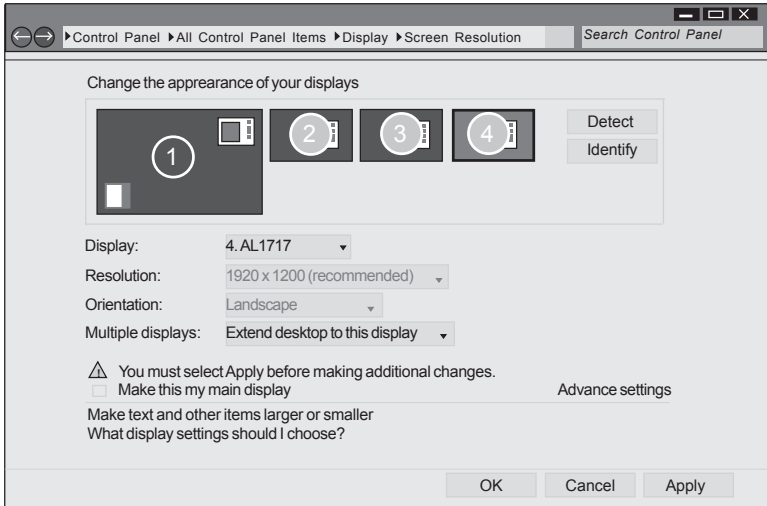 Control Panel All Control Panel Items Display Screen Resolution
Search Control Panel
Change the apprearance of your displays
1
2
3
4
Detect
Identify
Display: 4. AL1717
Resolution: 1920 x 1200 (recommended)
Orientation: Landscape
Multiple displays: Extend desktop to this display
You must select Apply before making additional changes.
Make this my main display
Advance settings
Make text and other items larger or smaller
What display settings should I choose?
OK
Cancel
Apply